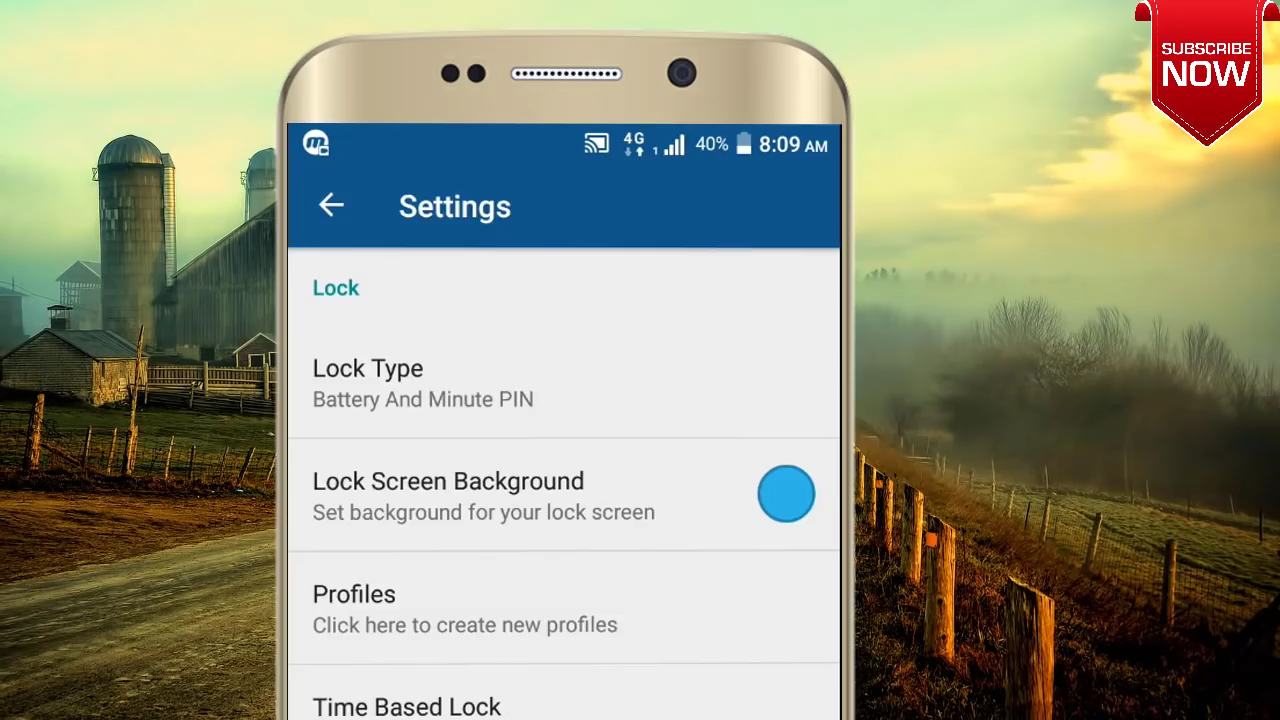 SUBSCRIBE
NOW
4G
1
40%
8:09 AM
Settings
Lock
Lock Type
Battery And Minute PIN
Lock Screen Background
Set background for your lock screen
Profiles
Click here to create new profiles
Time Based Lock